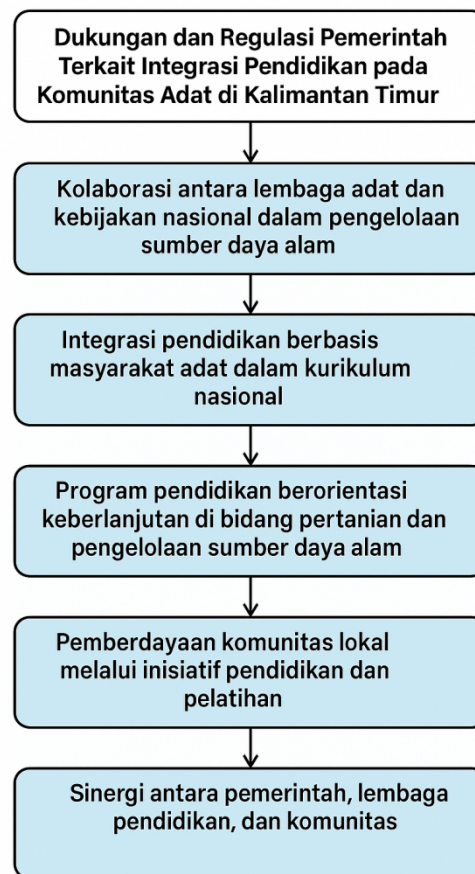 Dukungan dan Regulasi Pemerintah
Terkait Integrasi Pendidikan pada
Komunitas Adat di Kalimantan Timur
Kolaborasi antara lembaga adat dan
kebijakan nasional dalam pengelolaan
sumber daya alam
Integrasi pendidikan berbasis
masyarakat adat dalam kurikulum
nasional
Program pendidikan berorientasi
keberlanjutan di bidang pertanian dan
pengelolaan sumber daya alam
Pemberdayaan komunitas lokal
melalui inisiatif pendidikan dan
pelatihan
Sinergi antara pemerintah, lembaga
pendidikan, dan komunitas